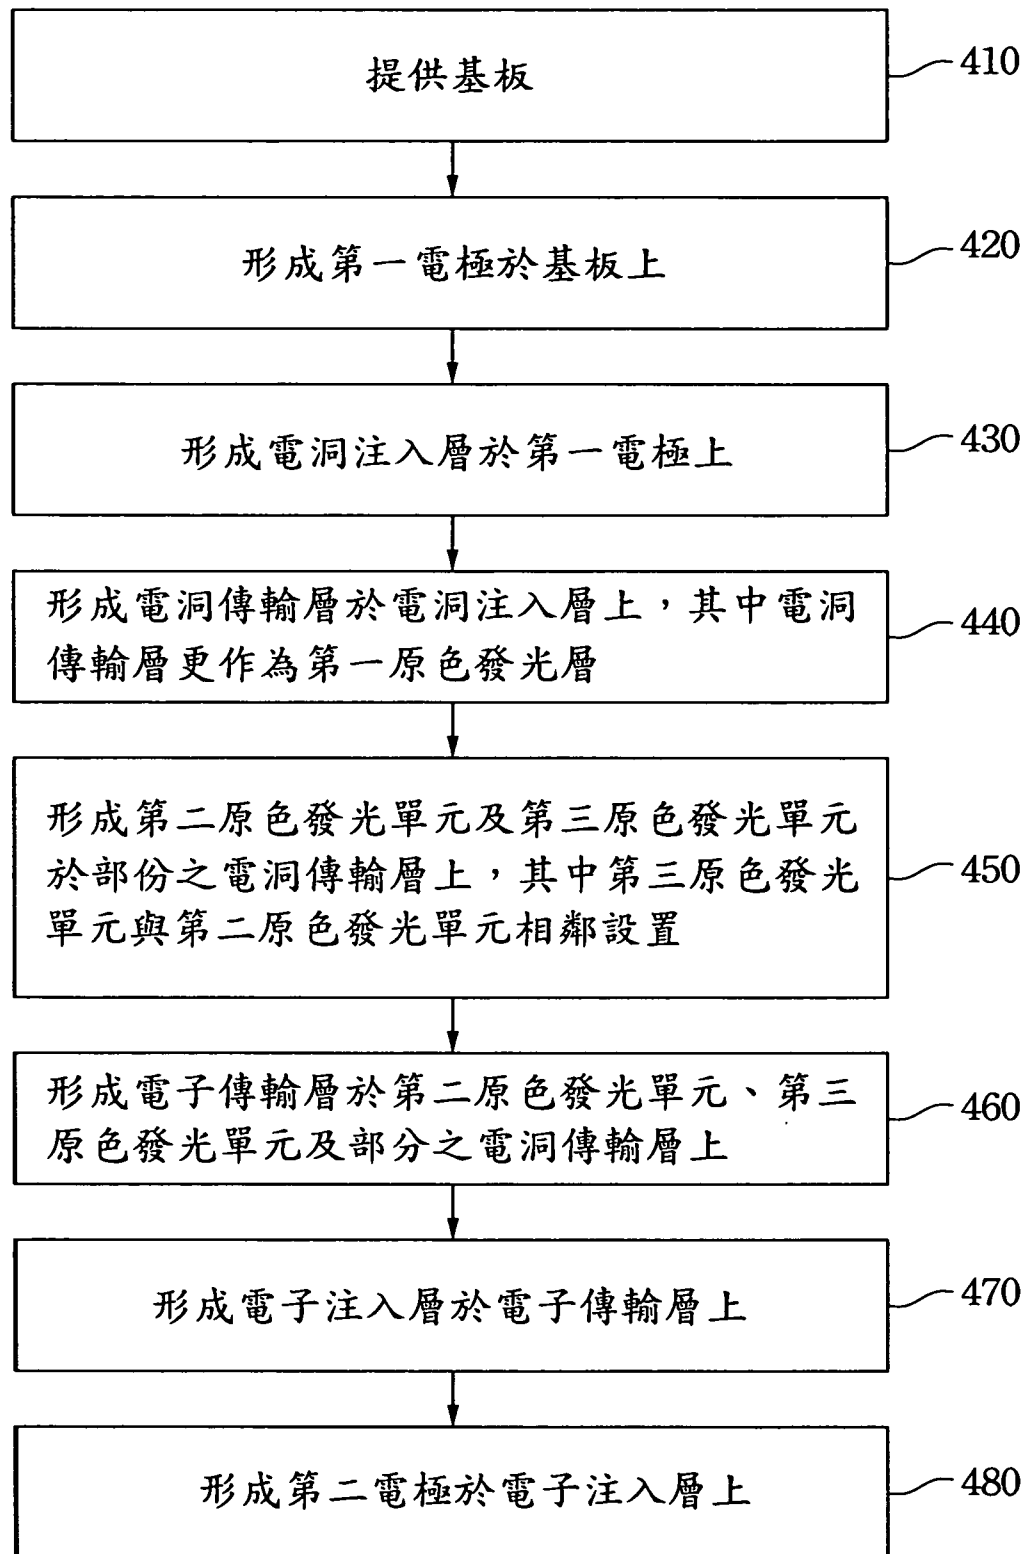 提供基板
410
形成第一電極於基板上
420
形成電洞注入層於第一電極上
430
形成電洞傳輸層於電洞注入層上，其中電洞
傳輸層更作為第一原色發光層
440
形成第二原色發光單元及第三原色發光單元
於部份之電洞傳輸層上，其中第三原色發光
單元與第二原色發光單元相鄰設置
450
形成電子傳輸層於第二原色發光單元、第三
原色發光單元及部分之電洞傳輸層上
460
形成電子注入層於電子傳輸層上
470
形成第二電極於電子注入層上
480